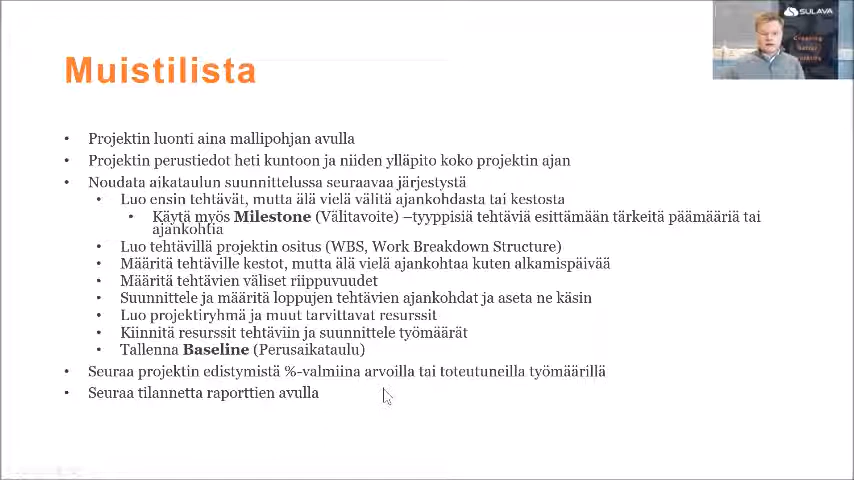 SULAVA
Creating
Muistilista
• Projektin luonti aina mallipohjan avulla
• Projektin perustiedot heti kuntoon ja niiden ylläpito koko projektin ajan
• Noudata aikataulun suunnittelussa seuraavaa järjestystä
• Luo ensin tehtävät, mutta älä vielä välitä ajankohdasta tai kestosta
• Käytä myös Milestone (Välitavoite) –tyyppisiä tehtäviä esittämään tärkeitä päämääriä tai
ajankohtia
• Luo tehtävillä projektin ositus (WBS, Work Breakdown Structure)
• Määritä tehtäville kestot, mutta älä vielä ajankohtaa kuten alkamispäivää
• Määritä tehtävien väliset riippuvuudet
• Suunnittele ja määritä loppujen tehtävien ajankohdat ja aseta ne käsin
• Luo projektiryhmä ja muut tarvittavat resurssit
• Kiinnitä resurssit tehtäviin ja suunnittele työmäärät
• Tallenna Baseline (Perusaikataulu)
• Seuraa projektin edistymistä %-valmiina arvoilla tai toteutuneilla työmäärillä
• Seuraa tilannetta raporttien avulla